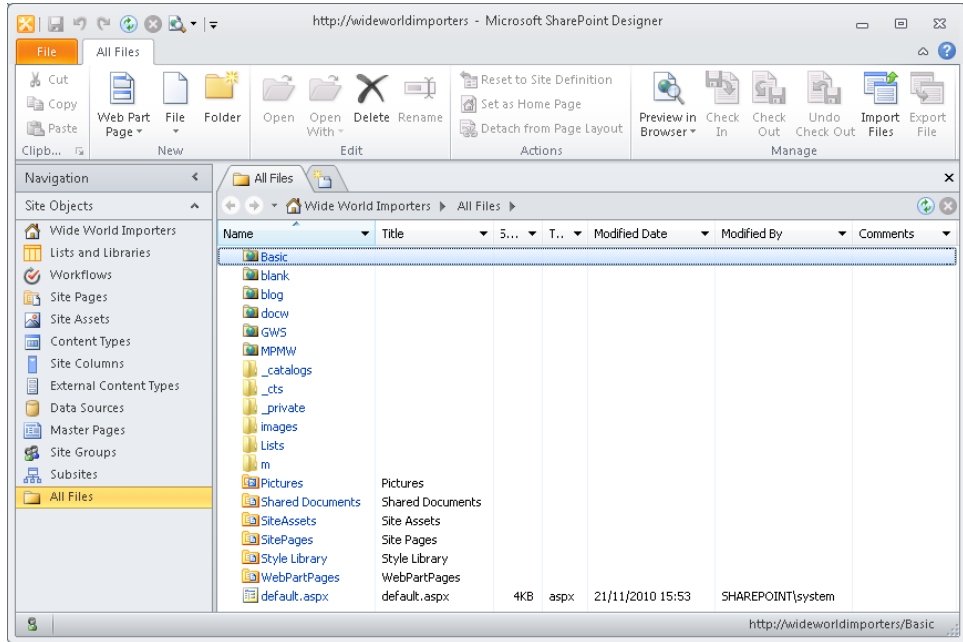 http://wideworldimporters - Microsoft SharePoint Designer
File All Files
Cut
Copy
Paste
Clipb...
Web Part Page
File
Folder
New
Open
Open With
Delete
Rename
Edit
Reset to Site Definition
Set as Home Page
Detach from Page Layout
Actions
Preview in Browser
Check In
Check Out
Undo Check Out
Import Files
Export File
Manage
Navigation
Site Objects
Wide World Importers
Lists and Libraries
Workflows
Site Pages
Site Assets
Content Types
Site Columns
External Content Types
Data Sources
Master Pages
Site Groups
Subsites
All Files
All Files
Wide World Importers All Files
Name Title S... T.. Modified Date Modified By Comments
Basic
blank
blog
docw
GWS
MPMW
_catalogs
_cts
_private
images
Lists
m
Pictures Pictures
Shared Documents Shared Documents
SiteAssets Site Assets
SitePages Site Pages
Style Library Style Library
WebPartPages WebPartPages
default.aspx default.aspx 4KB aspx 21/11/2010 15:53 SHAREPOINT\system
http://wideworldimporters/Basic